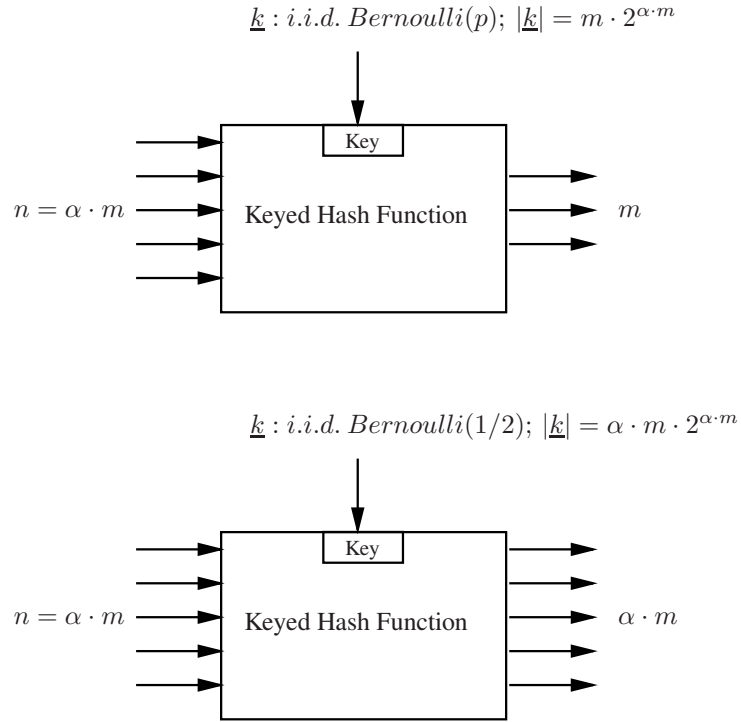 k : i.i.d. Bernoulli(p); |k| = m · 2^{α·m}
Key
n = α · m
Keyed Hash Function
m
k : i.i.d. Bernoulli(1/2); |k| = α · m · 2^{α·m}
Key
n = α · m
Keyed Hash Function
α · m